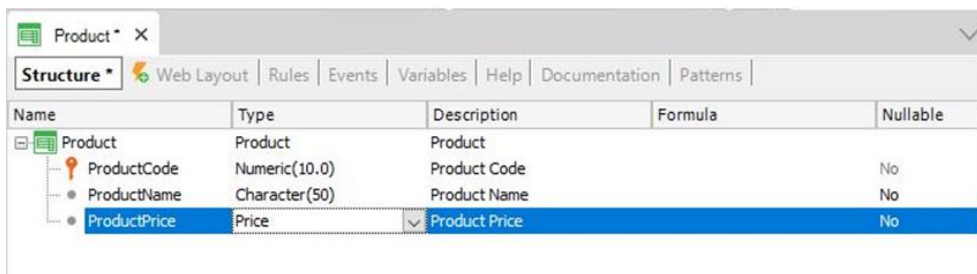 Product *
Structure * Web Layout Rules Events Variables Help Documentation Patterns
Name Type Description Formula Nullable
Product Product Product
ProductCode Numeric(10.0) Product Code No
ProductName Character(50) Product Name No
ProductPrice Price Product Price No